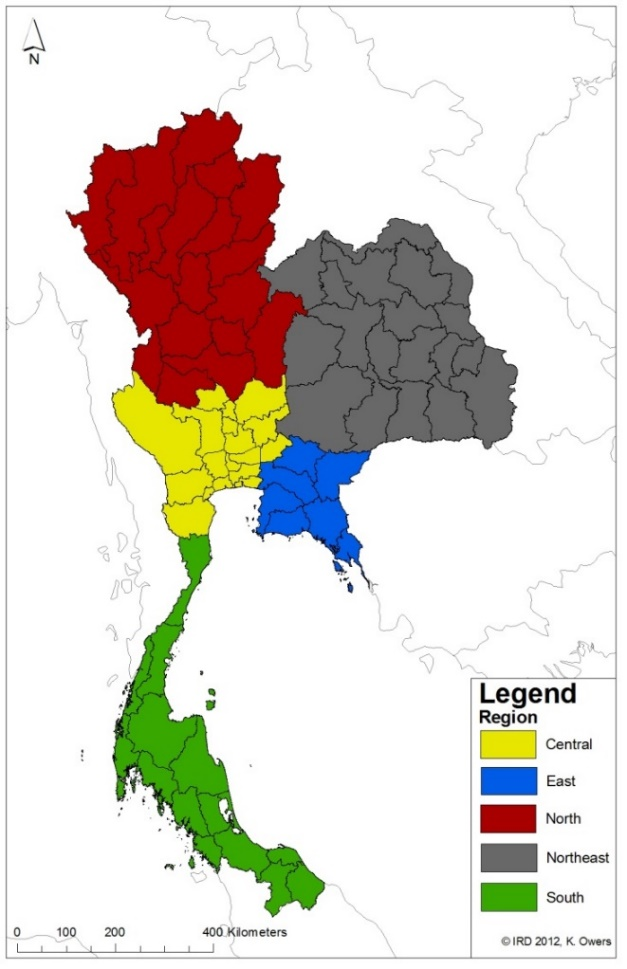 N
Legend
Region
Central
East
North
Northeast
South
0 100 200 400 Kilometers
© IRD 2012, K. Owers